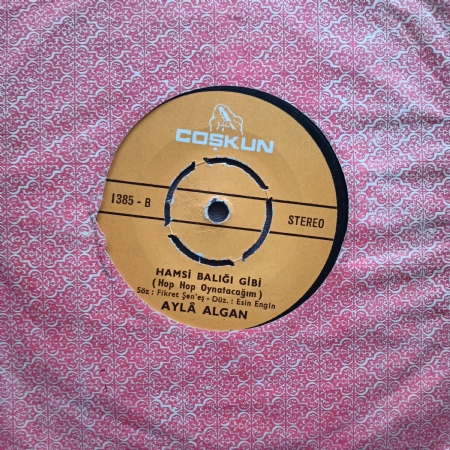 COŞKUN
1385 - B
STEREO
HAMSİ BALIĞI GİBİ
(Hop Hop Oynatacağım)
Söz : Fikret Şen'eş - Düz. : Esin Engin
AYLÂ ALGAN